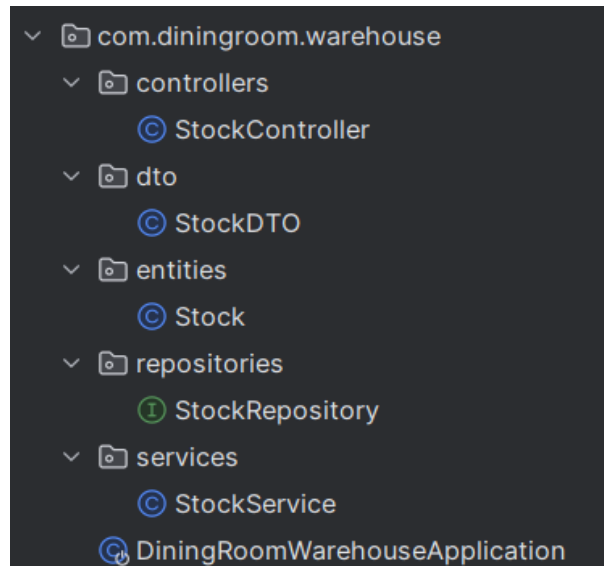 com.diningroom.warehouse
controllers
StockController
dto
StockDTO
entities
Stock
repositories
StockRepository
services
StockService
DiningRoomWarehouseApplication